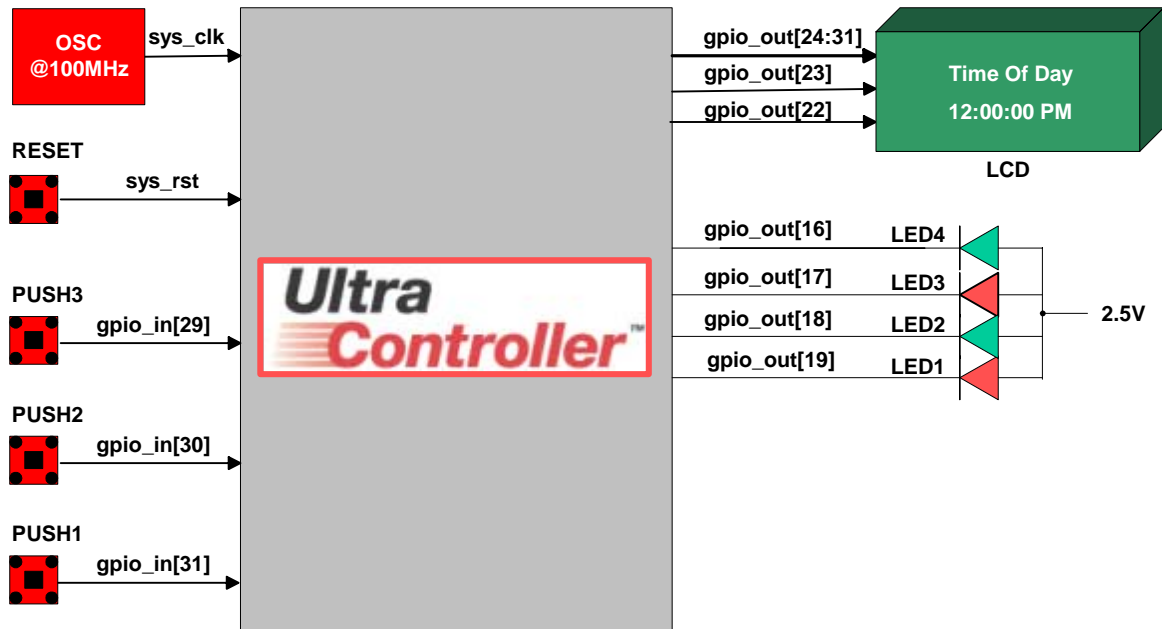 OSC
@100MHz
sys_clk
RESET
sys_rst
PUSH3
gpio_in[29]
PUSH2
gpio_in[30]
PUSH1
gpio_in[31]
Ultra
Controller™
gpio_out[24:31]
gpio_out[23]
gpio_out[22]
Time Of Day
12:00:00 PM
LCD
gpio_out[16]
LED4
gpio_out[17]
LED3
gpio_out[18]
LED2
gpio_out[19]
LED1
2.5V